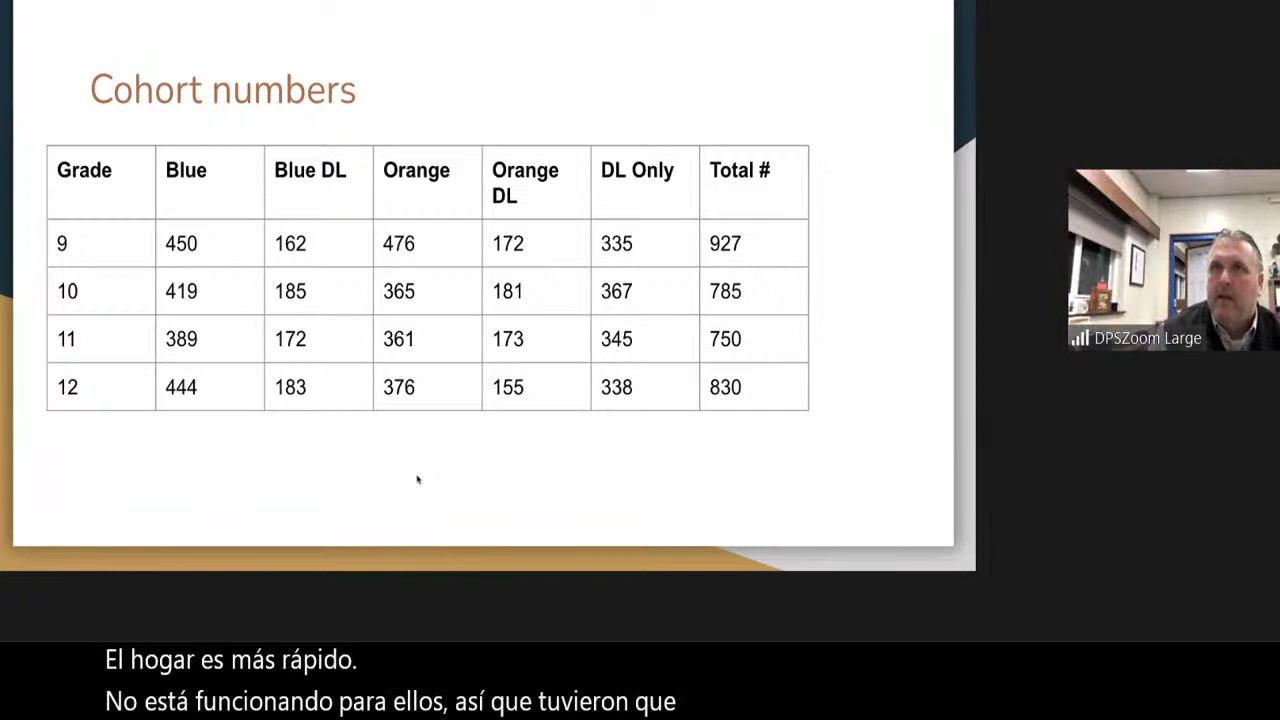 Cohort numbers
Grade Blue Blue DL Orange Orange DL DL Only Total #
9 450 162 476 172 335 927
10 419 185 365 181 367 785
11 389 172 361 173 345 750
12 444 183 376 155 338 830
DPSZoom Large
El hogar es más rápido.
No está funcionando para ellos, así que tuvieron que